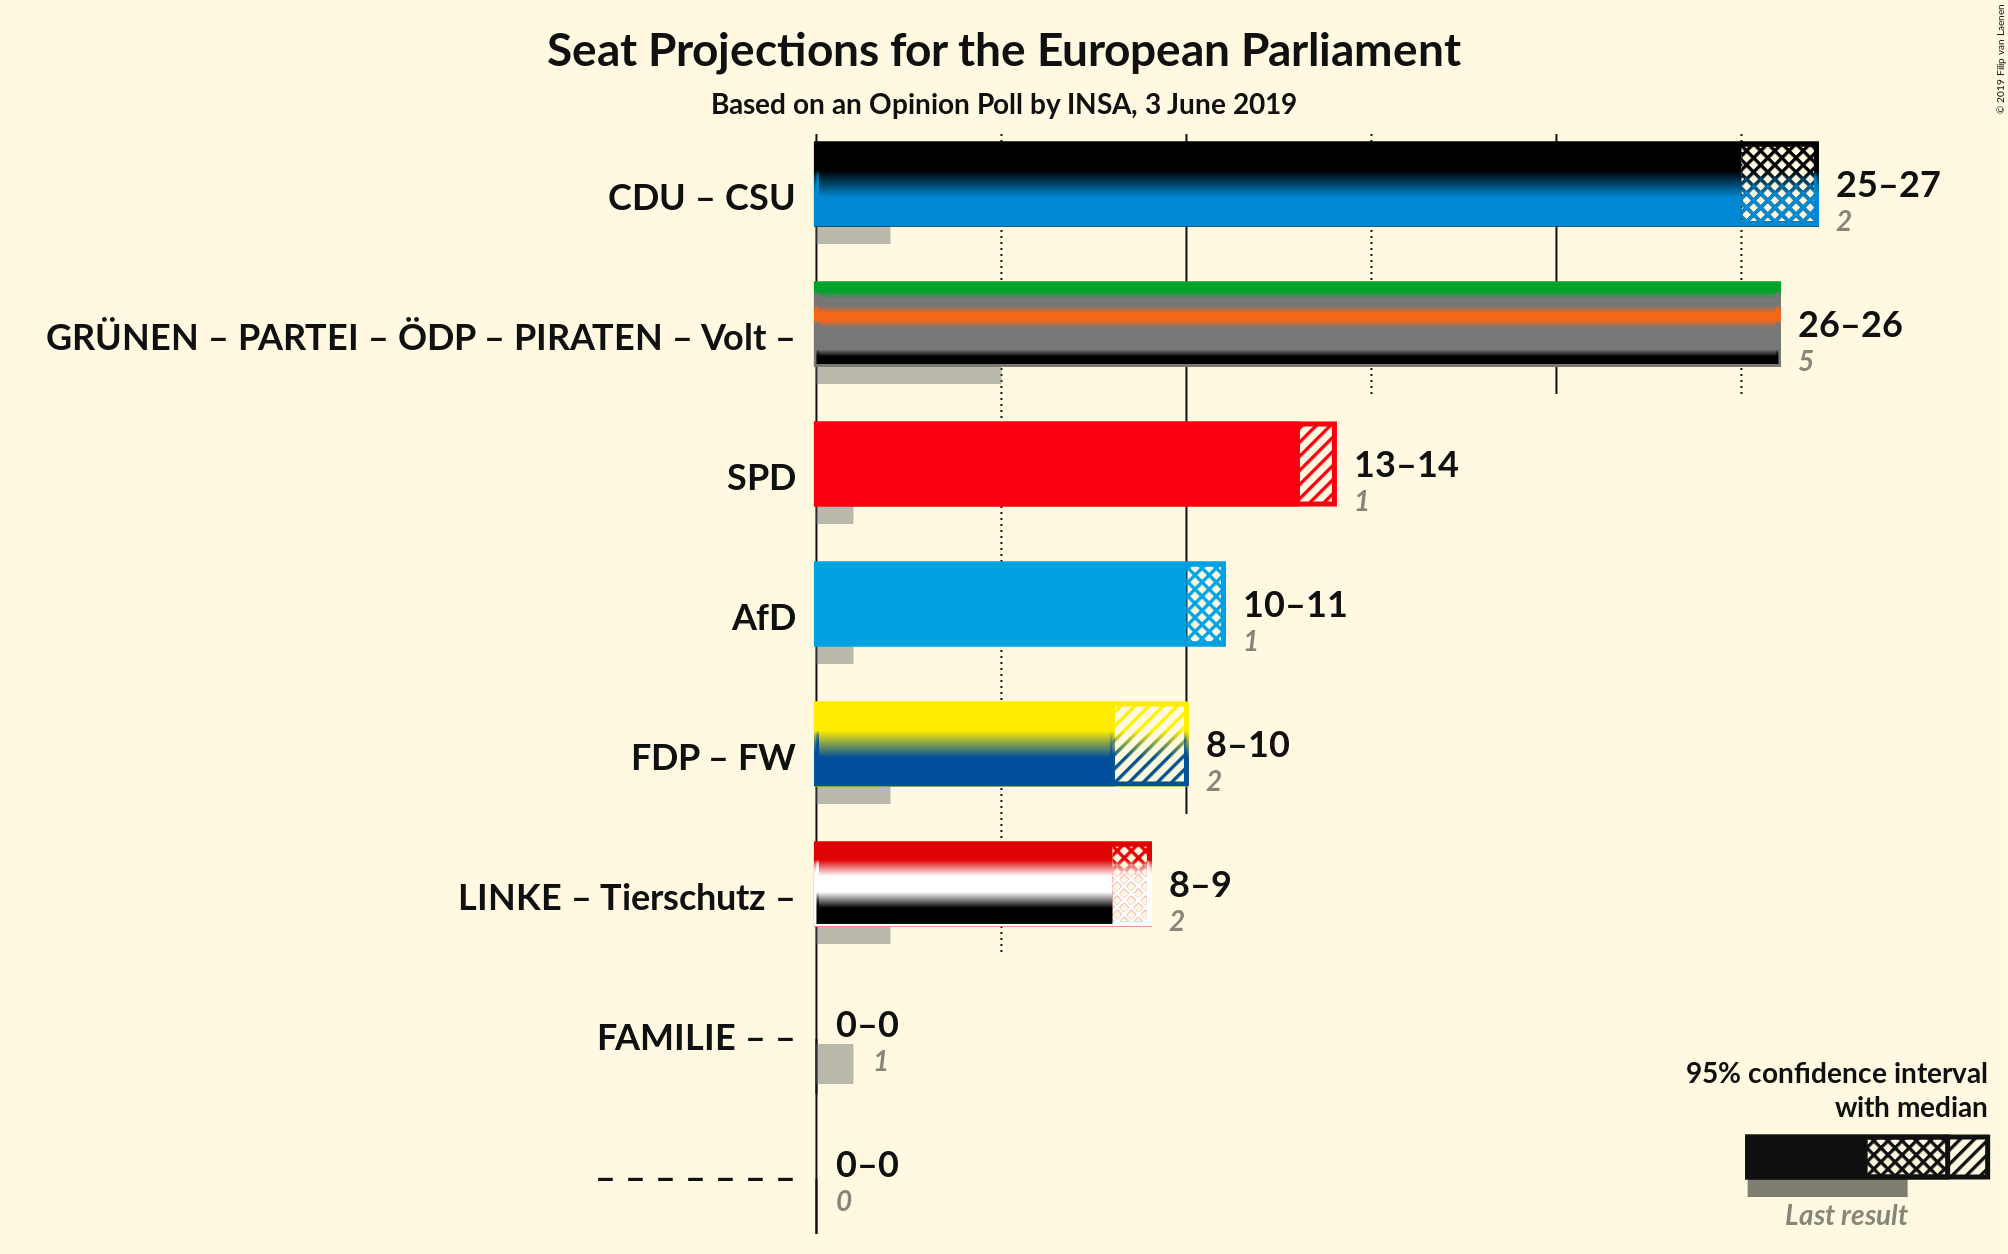 Seat Projections for the European Parliament
Based on an Opinion Poll by INSA, 3 June 2019
© 2019 Filip van Laenen
CDU – CSU
25–27
2
GRÜNEN – PARTEI – ÖDP – PIRATEN – Volt –
26–26
5
SPD
13–14
1
AfD
10–11
1
FDP – FW
8–10
2
LINKE – Tierschutz –
8–9
2
FAMILIE – –
0–0
1
– – – – – – –
0–0
0
95% confidence interval
with median
Last result